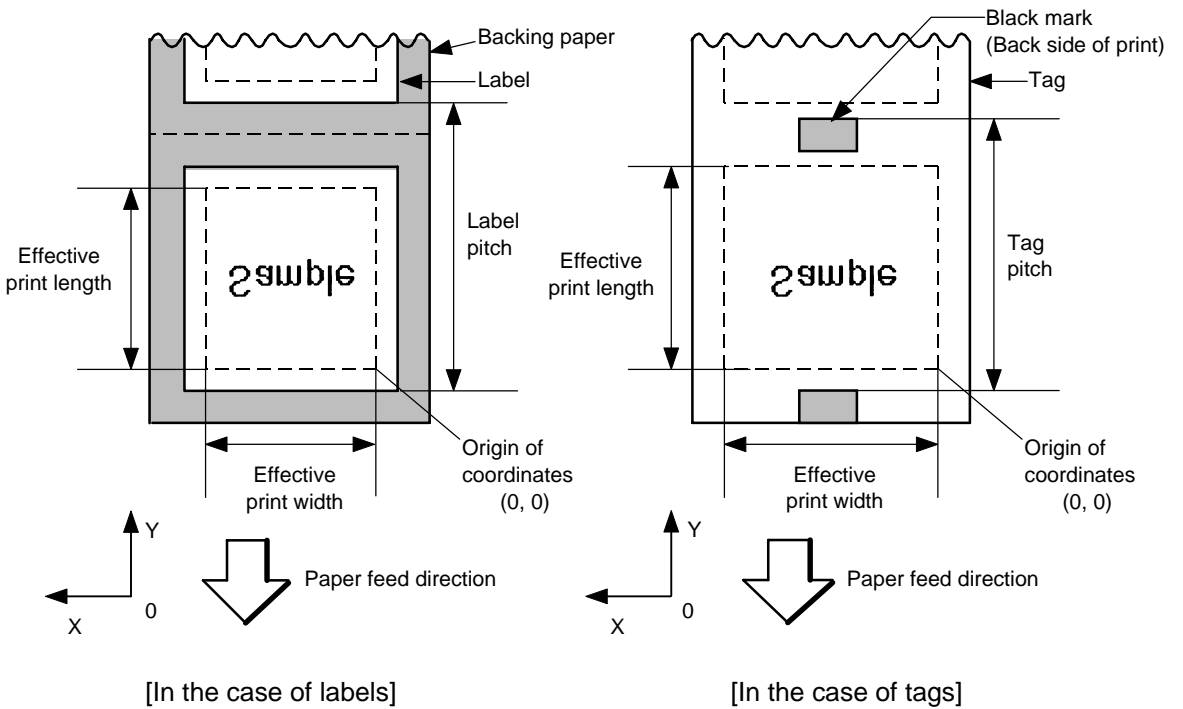 Backing paper
Label
Label
pitch
Effective
print length
Sample
Effective
print width
Origin of
coordinates
(0, 0)
Y
X
0
Paper feed direction
[In the case of labels]
Black mark
(Back side of print)
Tag
Tag
pitch
Effective
print length
Sample
Effective
print width
Origin of
coordinates
(0, 0)
Y
X
0
Paper feed direction
[In the case of tags]